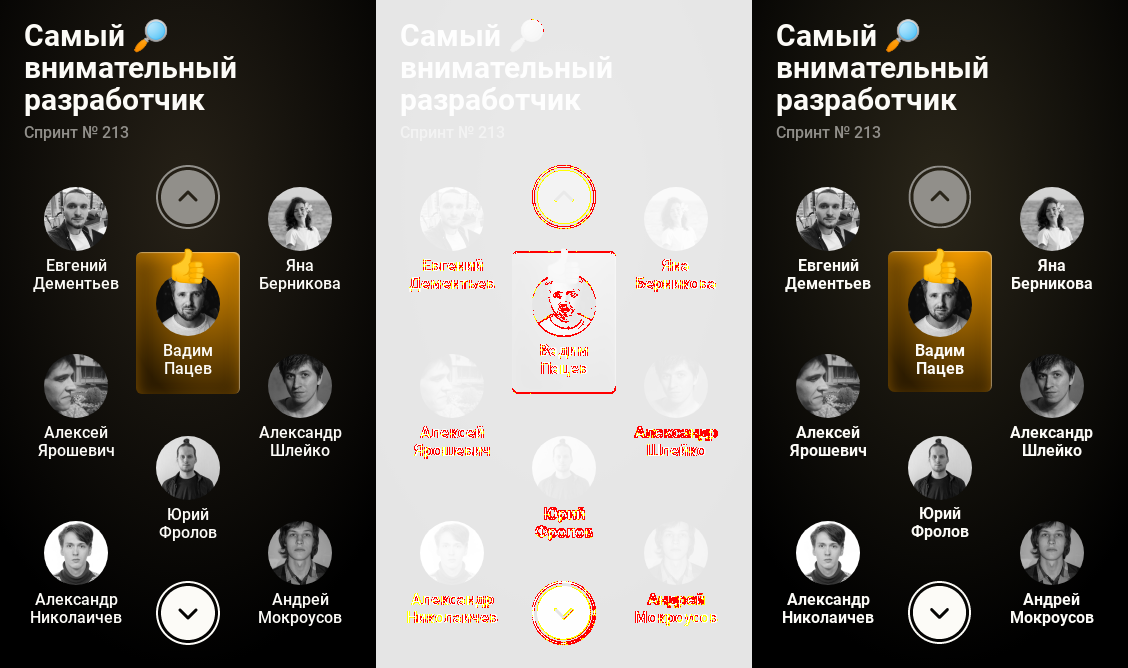 Самый 🔎
внимательный
разработчик
Спринт № 213
Евгений
Дементьев
Яна
Берникова
Вадим
Пацев
Алексей
Ярошевич
Александр
Шлейко
Юрий
Фролов
Александр
Николаичев
Андрей
Мокроусов
Самый 🔎
внимательный
разработчик
Спринт № 213
Евгений
Дементьев
Яна
Берникова
Вадим
Пацев
Алексей
Ярошевич
Александр
Шлейко
Юрий
Фролов
Александр
Николаичев
Андрей
Мокроусов
Самый 🔎
внимательный
разработчик
Спринт № 213
Евгений
Дементьев
Яна
Берникова
Вадим
Пацев
Алексей
Ярошевич
Александр
Шлейко
Юрий
Фролов
Александр
Николаичев
Андрей
Мокроусов